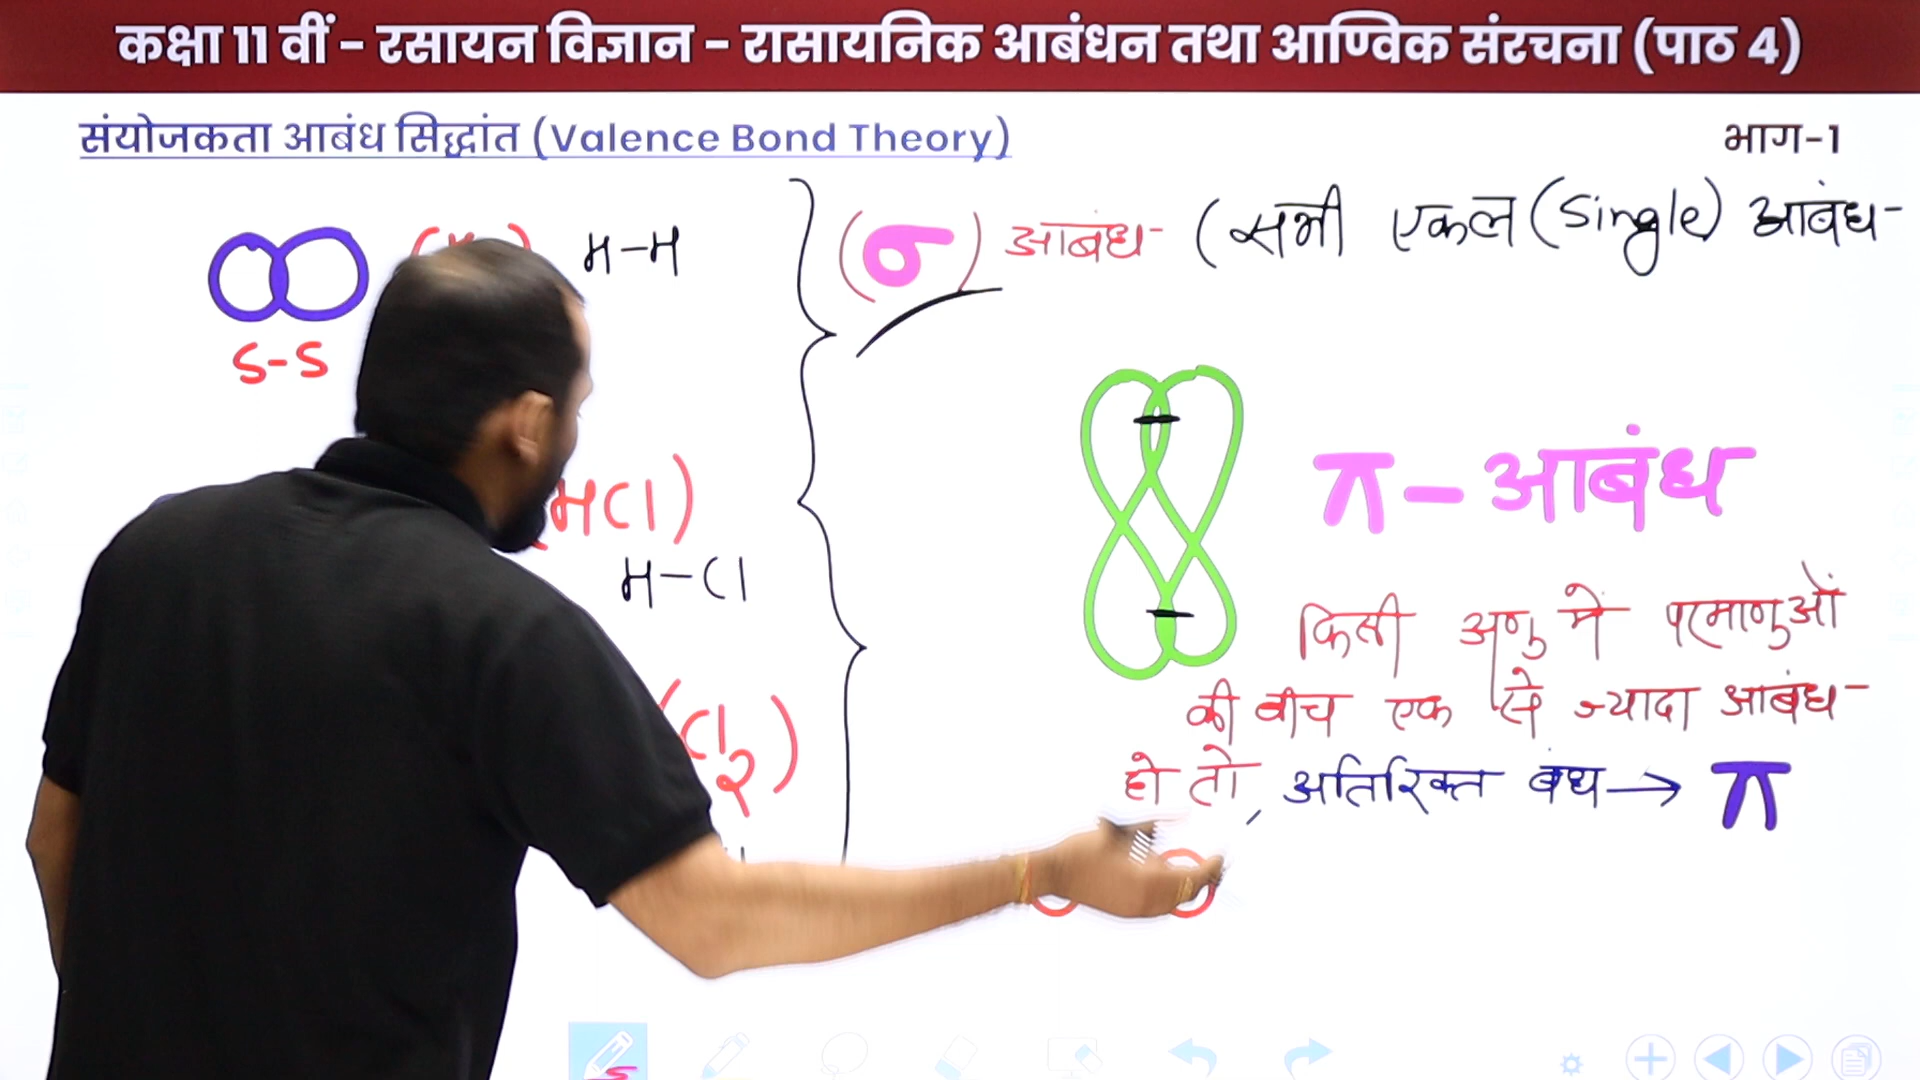 कक्षा 11 वीं - रसायन विज्ञान - रासायनिक आबंधन तथा आण्विक संरचना (पाठ 4)
संयोजकता आबंध सिद्धांत (Valence Bond Theory)
भाग-1
H-H
(σ) आबंध (सभी एकल (Single) आबंध-
S-S
π-आबंध
HCl)
H-Cl
किसी अणु मे परमाणुओं
की बीच एक से ज्यादा आबंध
(Cl2)
हो तो, अतिरिक्त बंध → π